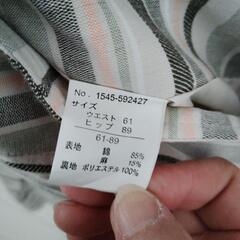 No. 1545-592427
サイズ
ウエスト 61
ヒップ 89
61-89
表地 綿 85%
麻 15%
裏地 ポリエステル 100%